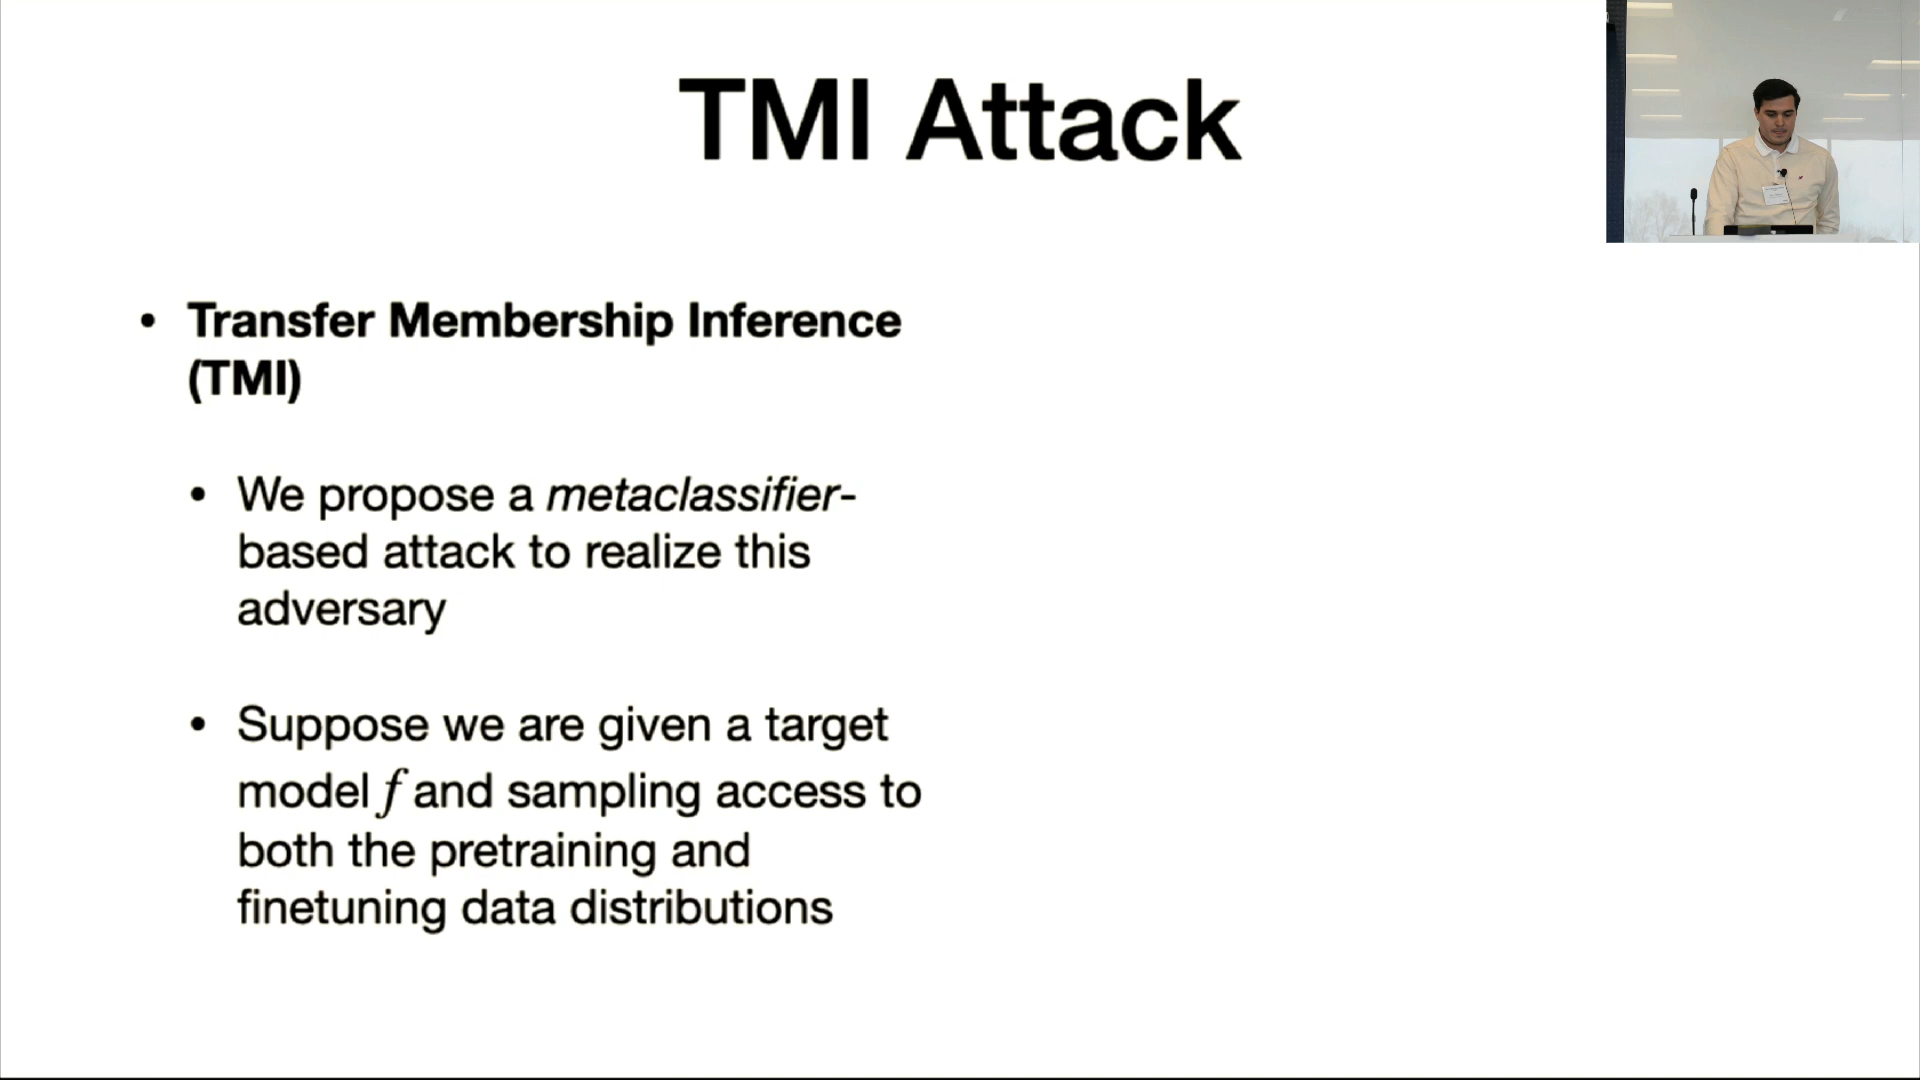 TMI Attack
• Transfer Membership Inference
(TMI)
• We propose a metaclassifier-
based attack to realize this
adversary
• Suppose we are given a target
model f and sampling access to
both the pretraining and
finetuning data distributions